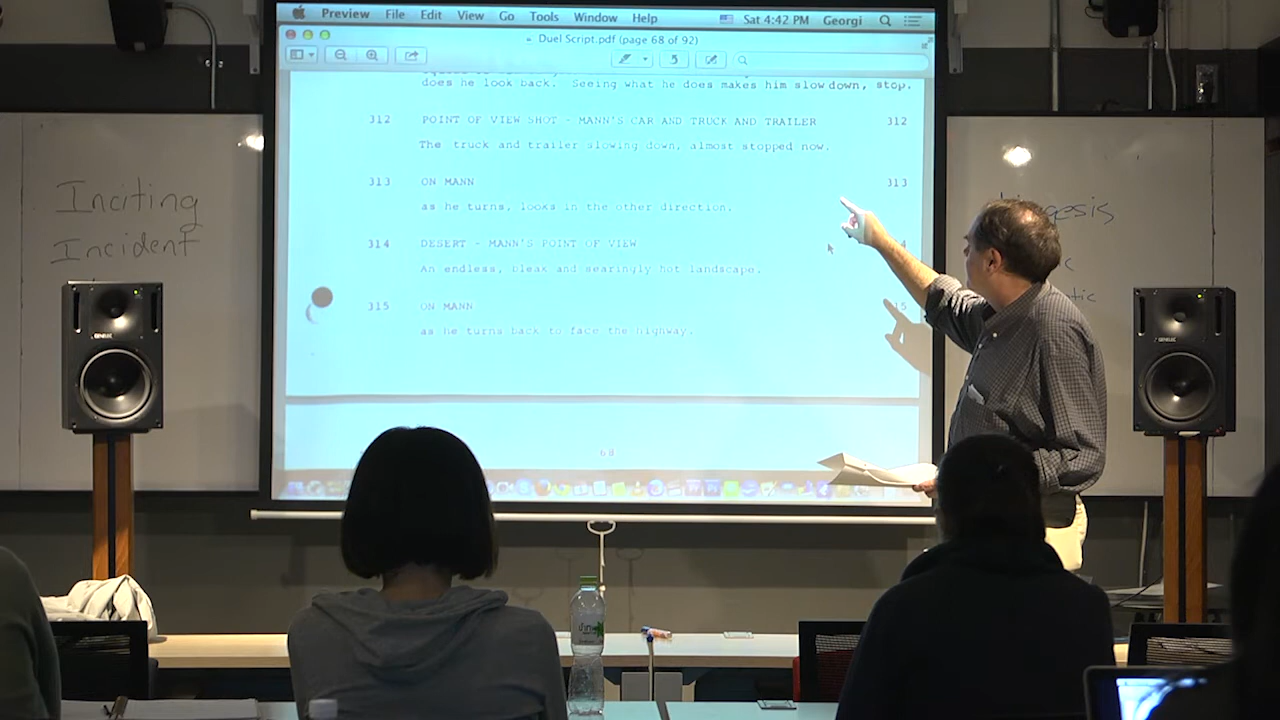 Preview File Edit View Go Tools Window Help Sat 4:42 PM Georgi
Duel Script.pdf (page 68 of 92)
does he look back. Seeing what he does makes him slow down, stop.
312 POINT OF VIEW SHOT - MANN'S CAR AND TRUCK AND TRAILER 312
The truck and trailer slowing down, almost stopped now.
313 ON MANN 313
as he turns, looks in the other direction.
314 DESERT - MANN'S POINT OF VIEW 4
An endless, bleak and searingly hot landscape.
315 ON MANN 15
as he turns back to face the highway.
Inciting
Incident
GENELEC